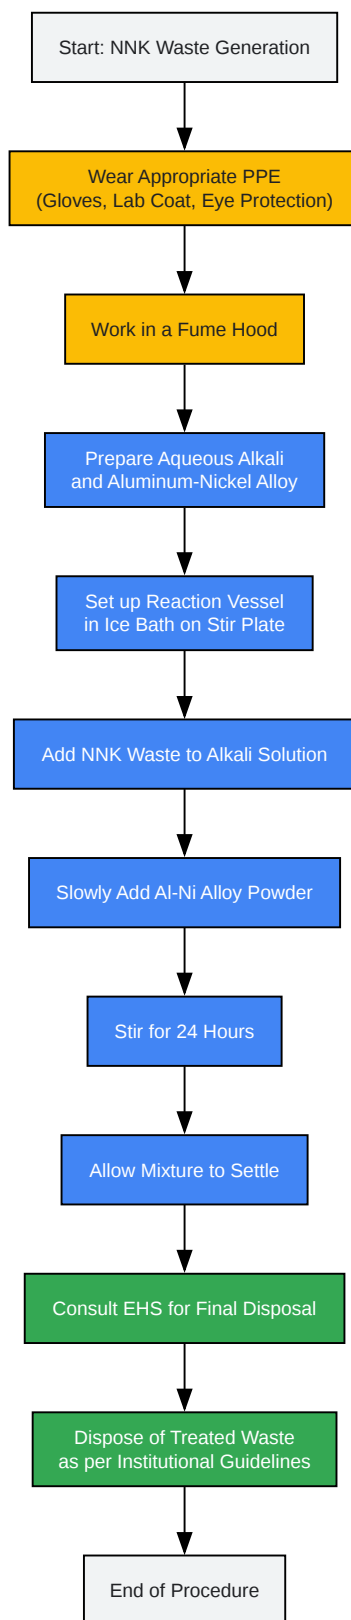 Start: NNK Waste Generation
Wear Appropriate PPE
(Gloves, Lab Coat, Eye Protection)
Work in a Fume Hood
Prepare Aqueous Alkali
and Aluminum-Nickel Alloy
Set up Reaction Vessel
in Ice Bath on Stir Plate
Add NNK Waste to Alkali Solution
Slowly Add Al-Ni Alloy Powder
Stir for 24 Hours
Allow Mixture to Settle
Consult EHS for Final Disposal
Dispose of Treated Waste
as per Institutional Guidelines
End of Procedure